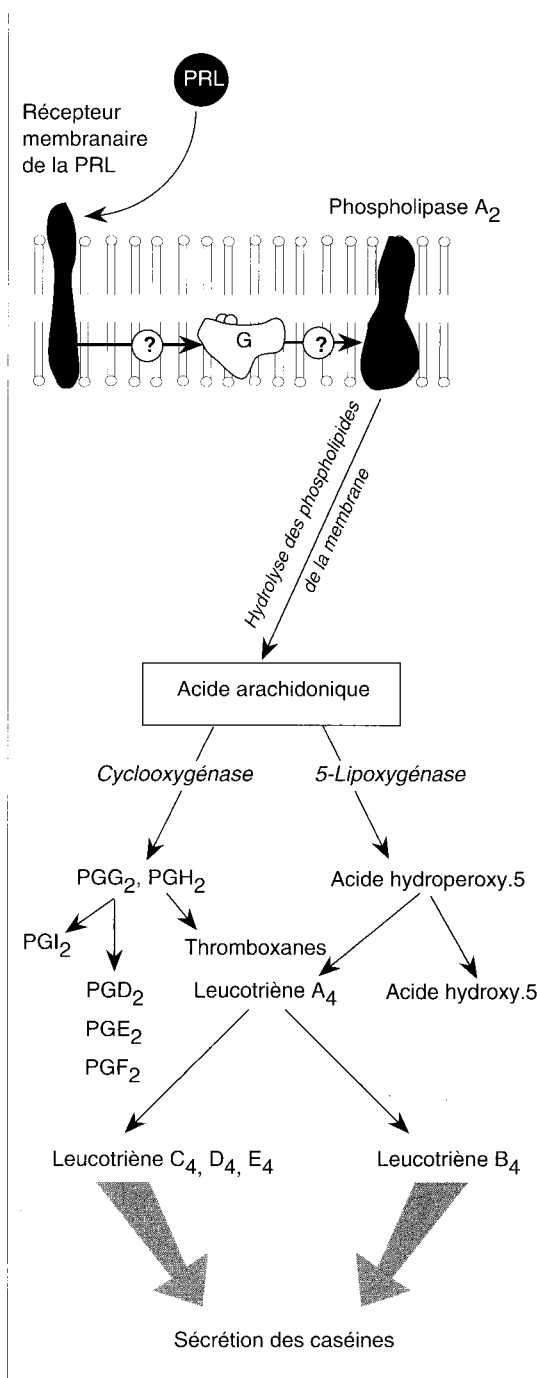 PRL
Récepteur
membranaire
de la PRL
Phospholipase A2
?
G
?
Hydrolyse des phospholipides
de la membrane
Acide arachidonique
Cyclooxygénase
5-Lipoxygénase
PGG2, PGH2
Acide hydroperoxy.5
PGI2
Thromboxanes
PGD2
Leucotriène A4
Acide hydroxy.5
PGE2
PGF2
Leucotriène C4, D4, E4
Leucotriène B4
Sécrétion des caséines